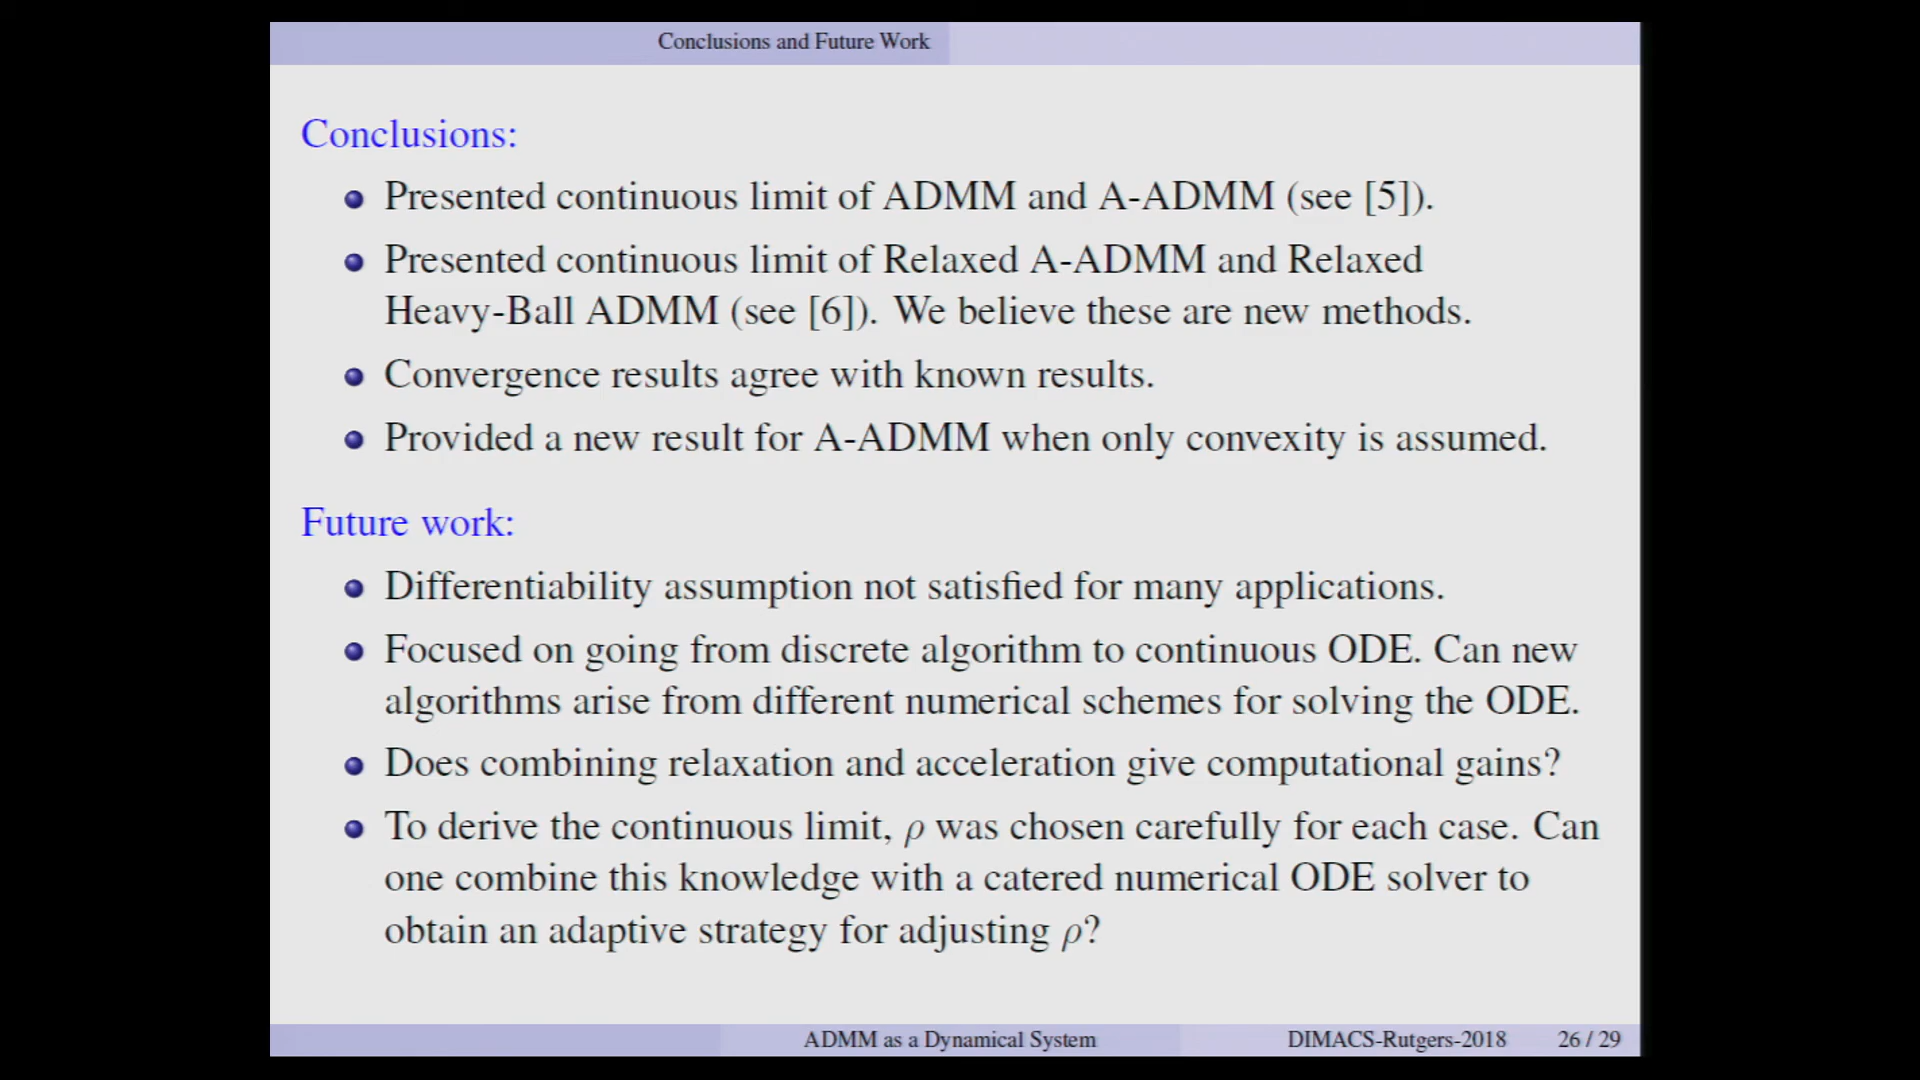 Conclusions and Future Work
Conclusions:
Presented continuous limit of ADMM and A-ADMM (see [5]).
Presented continuous limit of Relaxed A-ADMM and Relaxed
Heavy-Ball ADMM (see [6]). We believe these are new methods.
Convergence results agree with known results.
Provided a new result for A-ADMM when only convexity is assumed.
Future work:
Differentiability assumption not satisfied for many applications.
Focused on going from discrete algorithm to continuous ODE. Can new
algorithms arise from different numerical schemes for solving the ODE.
Does combining relaxation and acceleration give computational gains?
To derive the continuous limit, ρ was chosen carefully for each case. Can
one combine this knowledge with a catered numerical ODE solver to
obtain an adaptive strategy for adjusting ρ?
ADMM as a Dynamical System DIMACS-Rutgers-2018 26 / 29